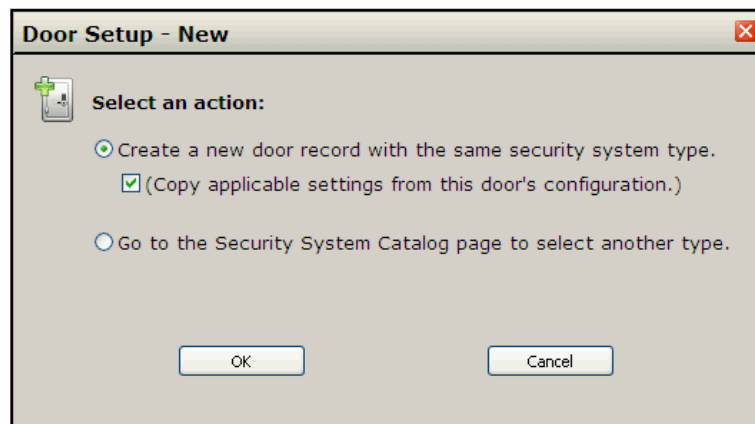 Door Setup - New
Select an action:
Create a new door record with the same security system type.
(Copy applicable settings from this door's configuration.)
Go to the Security System Catalog page to select another type.
OK
Cancel